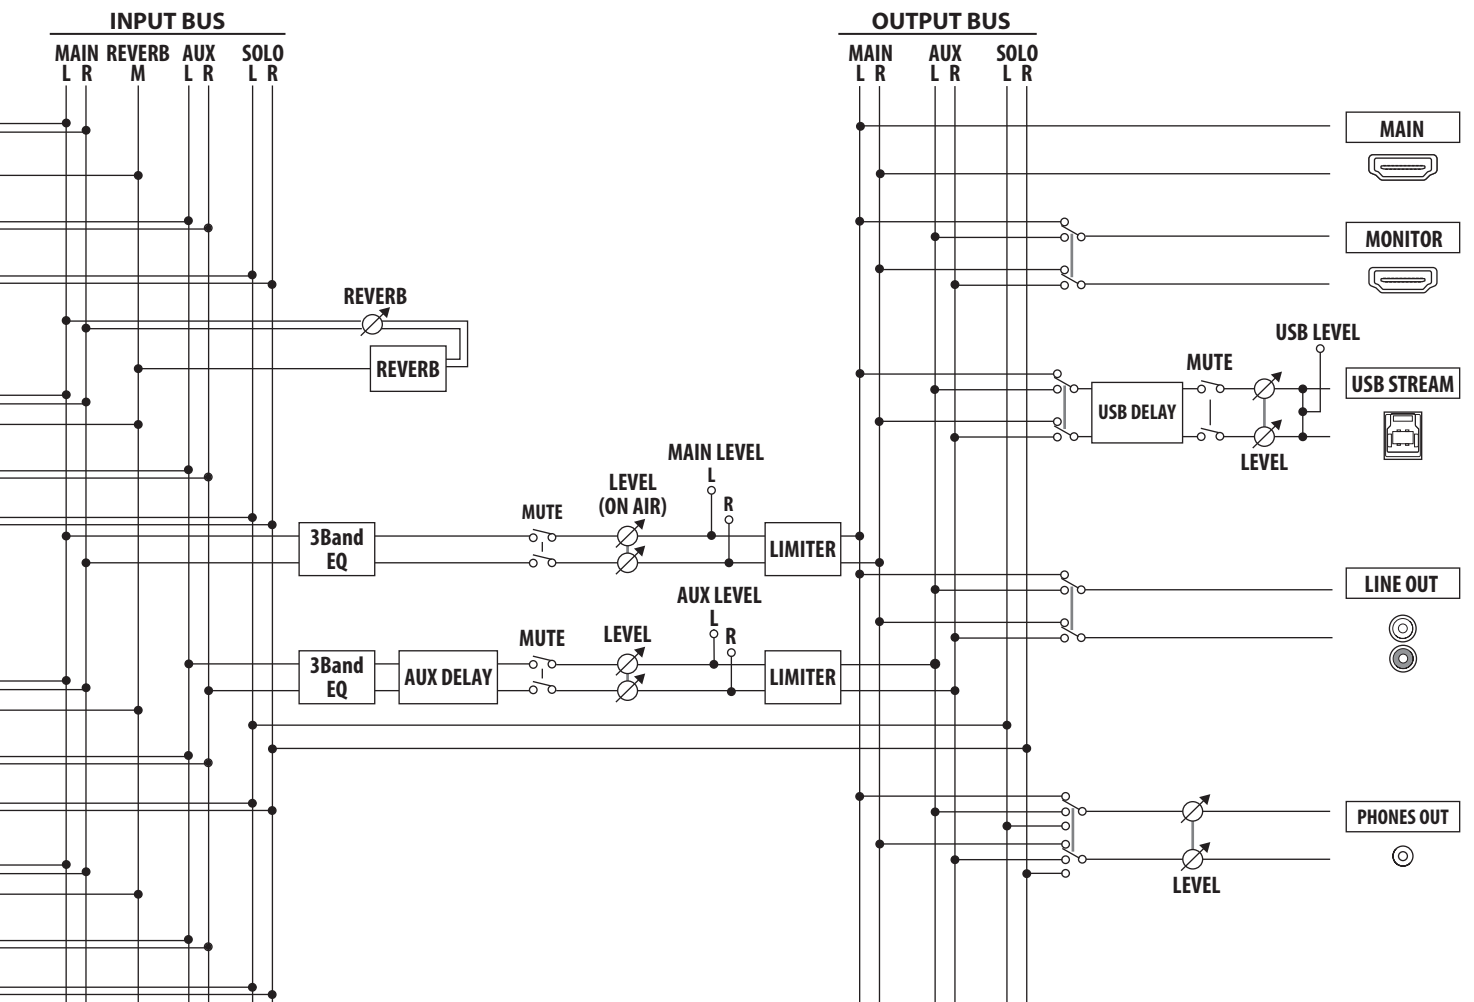 INPUT BUS
MAIN REVERB AUX SOLO
L R M L R L R
OUTPUT BUS
MAIN AUX SOLO
L R L R L R
MAIN
MONITOR
REVERB
REVERB
USB LEVEL
MUTE
USB STREAM
USB DELAY
LEVEL
MAIN LEVEL
L
R
LEVEL
(ON AIR)
MUTE
3Band
EQ
LIMITER
LINE OUT
AUX LEVEL
L
R
MUTE
LEVEL
3Band
EQ
AUX DELAY
LIMITER
PHONES OUT
LEVEL